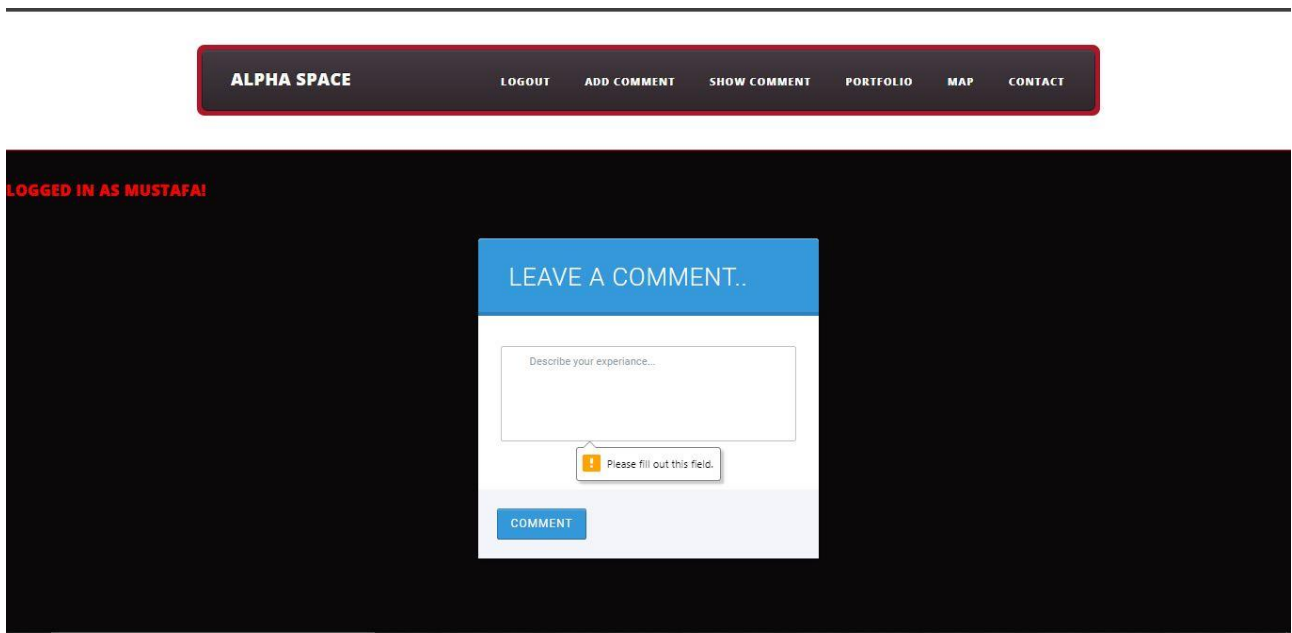 ALPHA SPACE LOGOUT ADD COMMENT SHOW COMMENT PORTFOLIO MAP CONTACT
LOGGED IN AS MUSTAFA!
LEAVE A COMMENT..
Describe your experiance...
Please fill out this field.
COMMENT